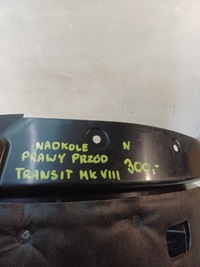 NADKOLE N
PRAWY PRZÓD 300,-
TRANSIT MK VIII